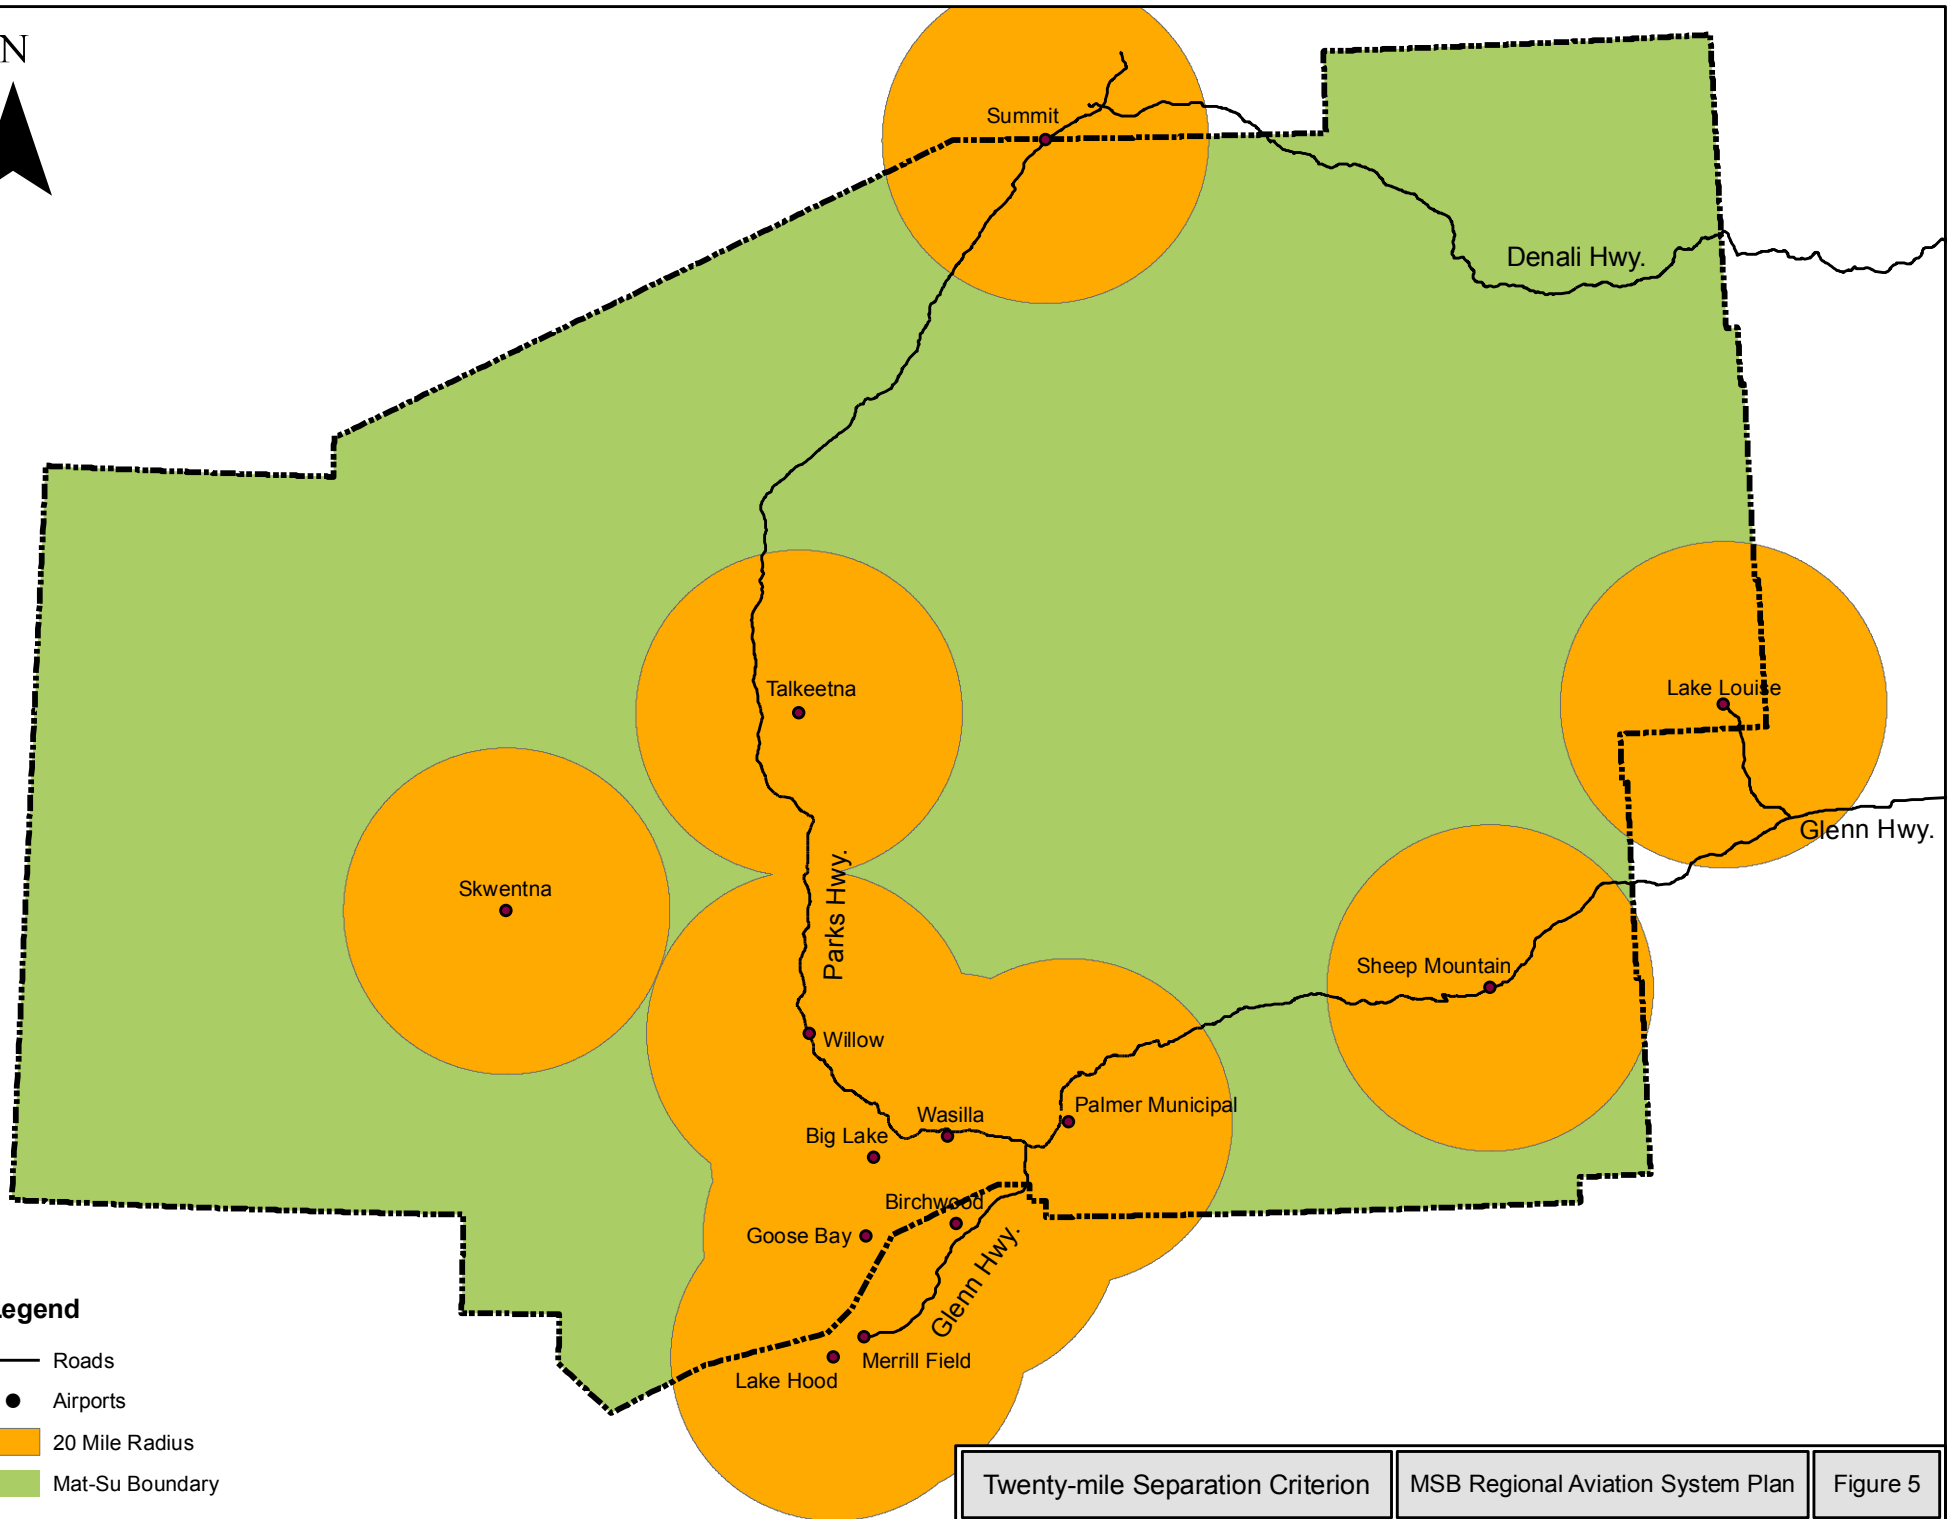 N
Summit
Denali Hwy.
Talkeetna
Lake Louise
Glenn Hwy.
Skwentna
Parks Hwy.
Sheep Mountain
Willow
Palmer Municipal
Wasilla
Big Lake
Birchwood
Goose Bay
Glenn Hwy.
Merrill Field
Lake Hood
Legend
Roads
Airports
20 Mile Radius
Mat-Su Boundary
Twenty-mile Separation Criterion
MSB Regional Aviation System Plan
Figure 5